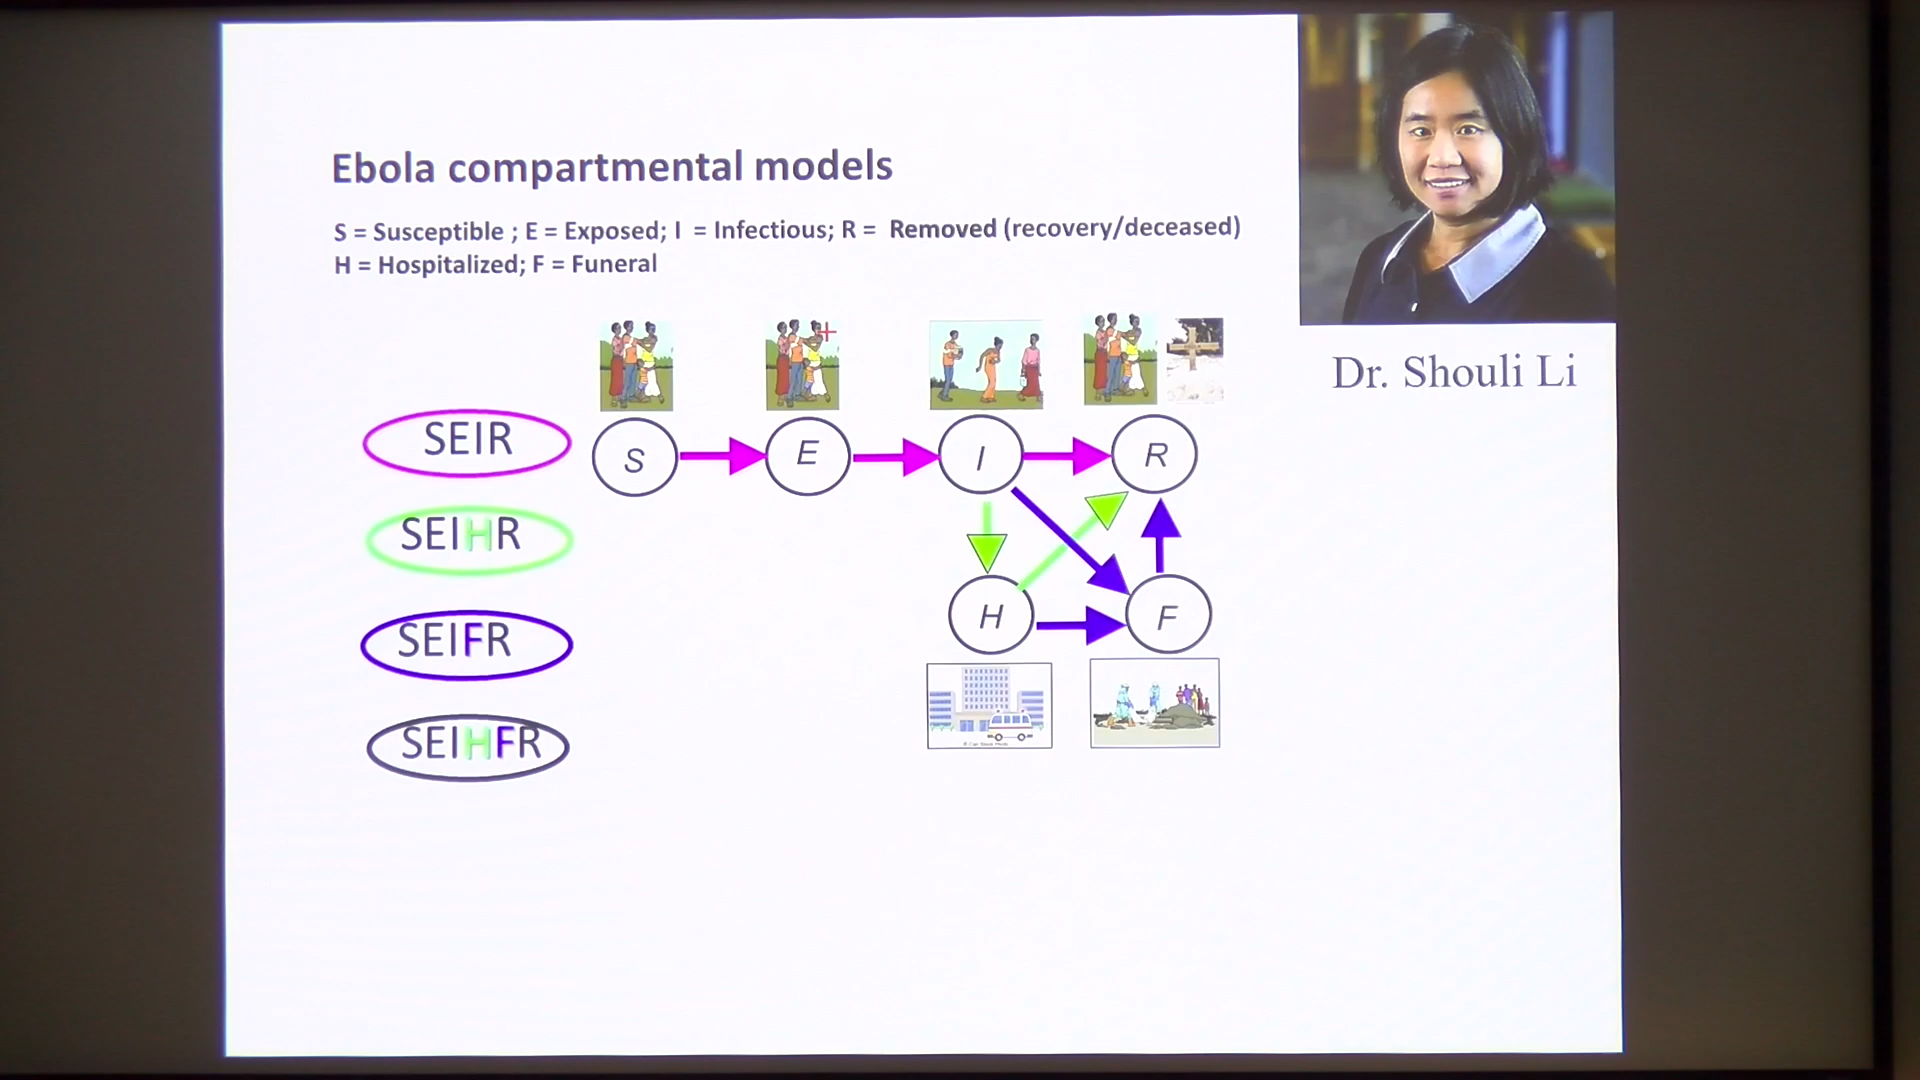 Ebola compartmental models
S = Susceptible ; E = Exposed; I = Infectious; R = Removed (recovery/deceased)
H = Hospitalized; F = Funeral
Dr. Shouli Li
SEIR
S
E
I
R
SEIHR
H
F
SEIFR
SEIHFR